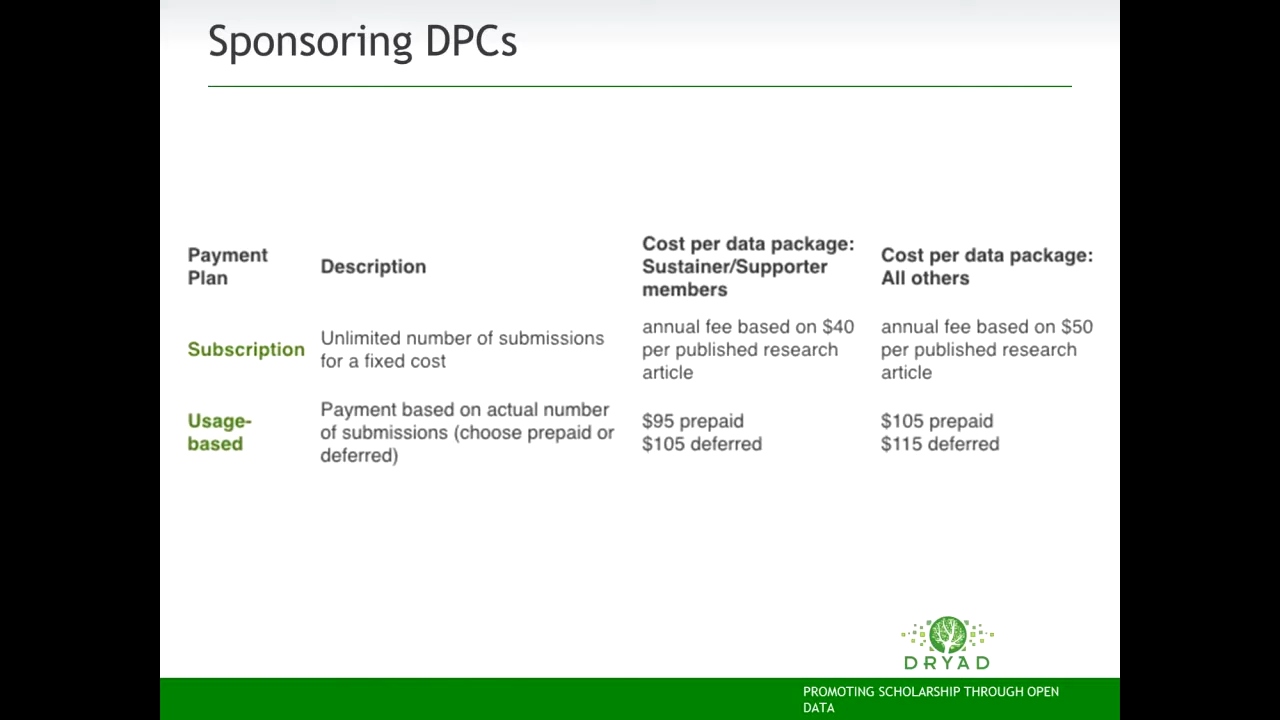 Sponsoring DPCs
Payment
Plan
Description
Cost per data package:
Sustainer/Supporter
members
Cost per data package:
All others
Subscription
Unlimited number of submissions
for a fixed cost
annual fee based on $40
per published research
article
annual fee based on $50
per published research
article
Usage-
based
Payment based on actual number
of submissions (choose prepaid or
deferred)
$95 prepaid
$105 deferred
$105 prepaid
$115 deferred
DRYAD
PROMOTING SCHOLARSHIP THROUGH OPEN
DATA